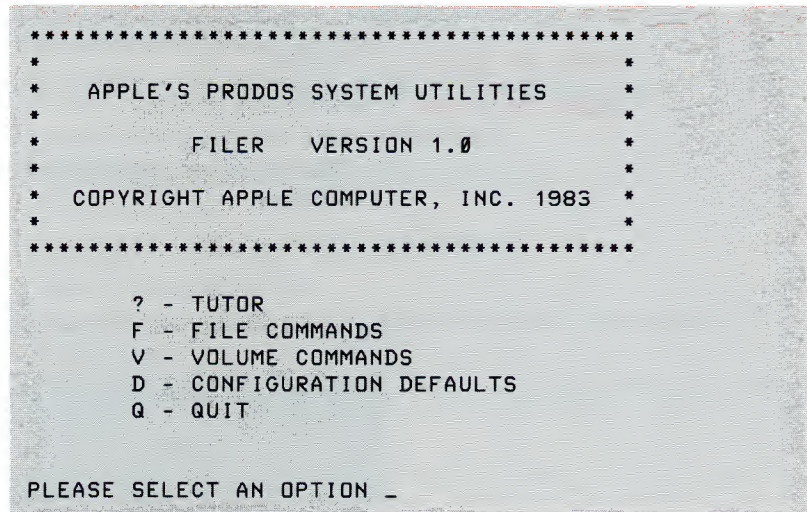 *****************************************
* *
* APPLE'S PRODOS SYSTEM UTILITIES *
* *
* FILER VERSION 1.0 *
* *
* COPYRIGHT APPLE COMPUTER, INC. 1983 *
* *
*****************************************
? - TUTOR
F - FILE COMMANDS
V - VOLUME COMMANDS
D - CONFIGURATION DEFAULTS
Q - QUIT
PLEASE SELECT AN OPTION _